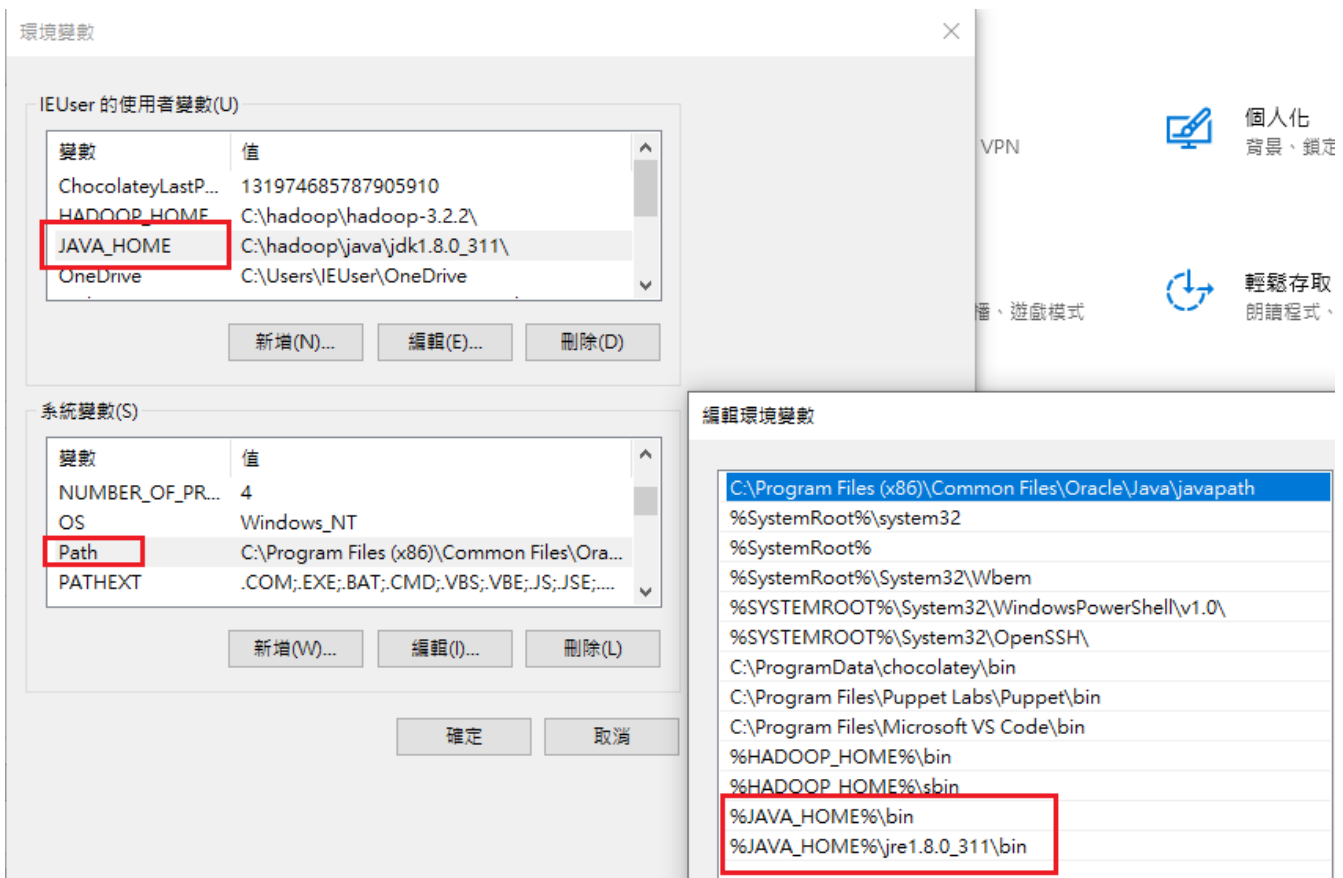 環境變數
IEUser 的使用者變數(U)
變數 值
ChocolateyLastP... 131974685787905910
HADOOP_HOME C:\hadoop\hadoop-3.2.2\
JAVA_HOME C:\hadoop\java\jdk1.8.0_311\
OneDrive C:\Users\IEUser\OneDrive
新增(N)... 編輯(E)... 刪除(D)
系統變數(S)
變數 值
NUMBER_OF_PR... 4
OS Windows_NT
Path C:\Program Files (x86)\Common Files\Ora...
PATHEXT .COM;.EXE;.BAT;.CMD;.VBS;.VBE;.JS;.JSE;....
新增(W)... 編輯(I)... 刪除(L)
確定 取消
VPN
個人化
背景、鎖定
輕鬆存取
播、遊戲模式
朗讀程式、
編輯環境變數
C:\Program Files (x86)\Common Files\Oracle\Java\javapath
%SystemRoot%\system32
%SystemRoot%
%SystemRoot%\System32\Wbem
%SYSTEMROOT%\System32\WindowsPowerShell\v1.0\
%SYSTEMROOT%\System32\OpenSSH\
C:\ProgramData\chocolatey\bin
C:\Program Files\Puppet Labs\Puppet\bin
C:\Program Files\Microsoft VS Code\bin
%HADOOP_HOME%\bin
%HADOOP_HOME%\sbin
%JAVA_HOME%\bin
%JAVA_HOME%\jre1.8.0_311\bin